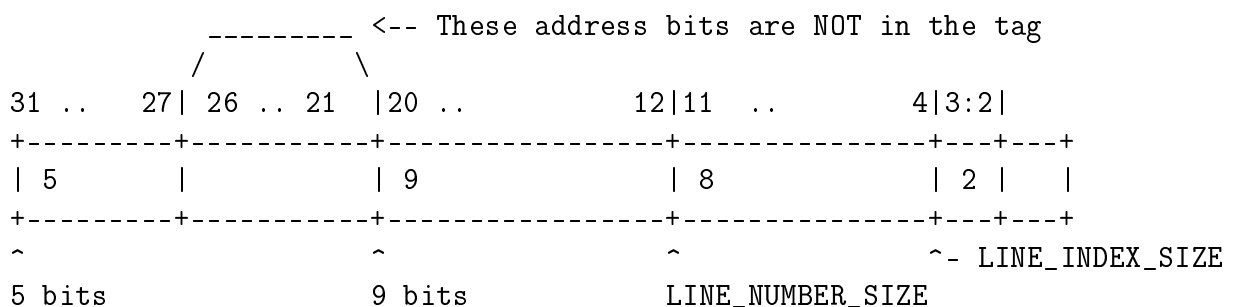 _________ <-- These address bits are NOT in the tag
/ \
31 .. 27| 26 .. 21 |20 .. 12|11 .. 4|3:2|
+---------+-----------+-----------------+---------------+---+---+
| 5 | | 9 | 8 | 2 | |
+---------+-----------+-----------------+---------------+---+---+
^ ^ ^ ^- LINE_INDEX_SIZE
5 bits 9 bits LINE_NUMBER_SIZE